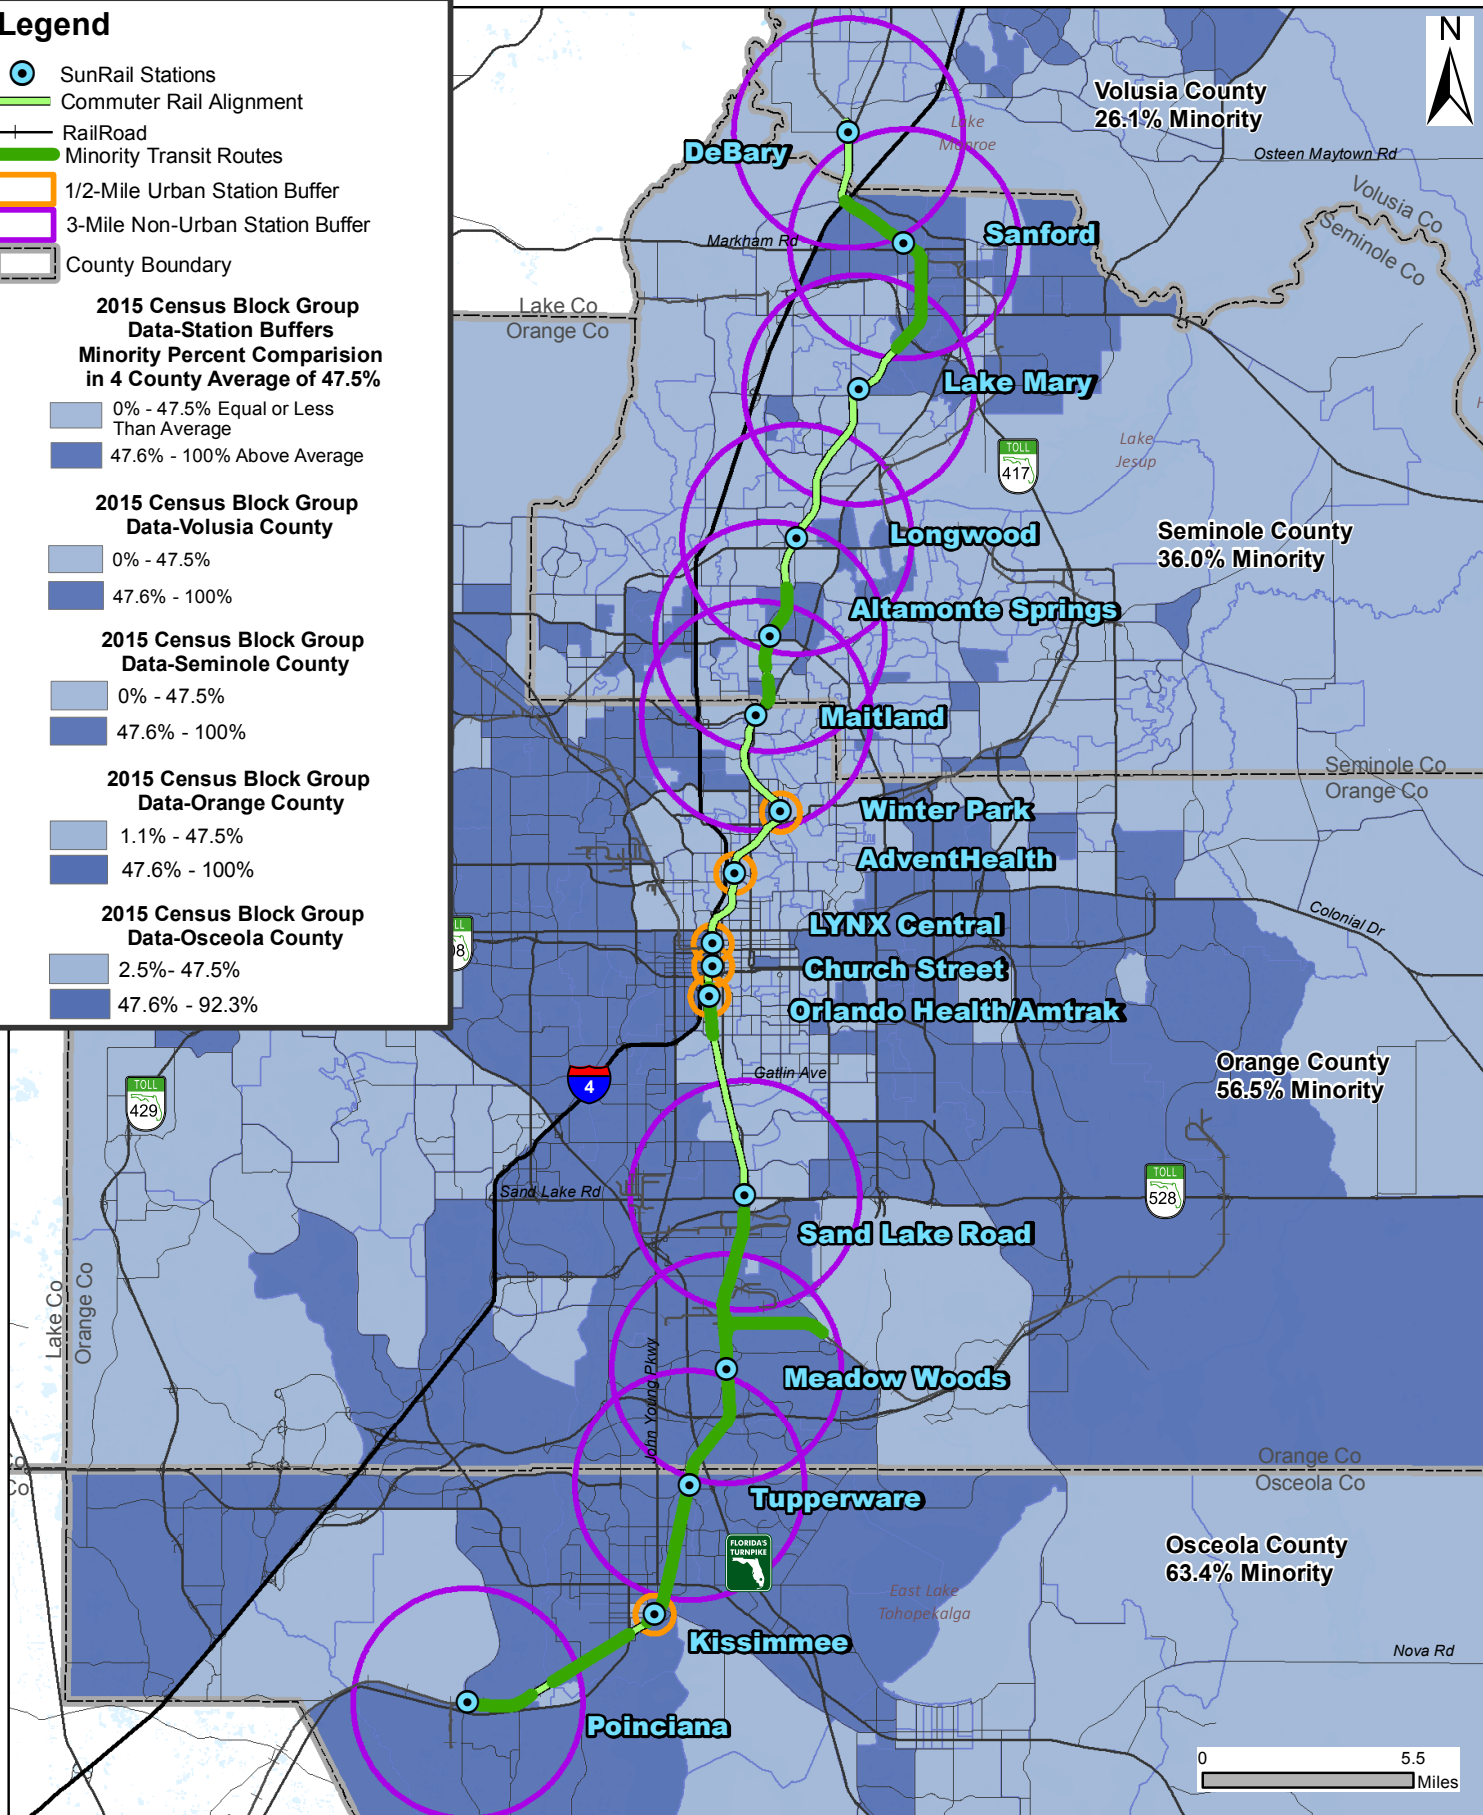 Legend
SunRail Stations
Commuter Rail Alignment
RailRoad
Minority Transit Routes
1/2-Mile Urban Station Buffer
3-Mile Non-Urban Station Buffer
County Boundary
2015 Census Block Group
Data-Station Buffers
Minority Percent Comparision
in 4 County Average of 47.5%
0% - 47.5% Equal or Less
Than Average
47.6% - 100% Above Average
2015 Census Block Group
Data-Volusia County
0% - 47.5%
47.6% - 100%
2015 Census Block Group
Data-Seminole County
0% - 47.5%
47.6% - 100%
2015 Census Block Group
Data-Orange County
1.1% - 47.5%
47.6% - 100%
2015 Census Block Group
Data-Osceola County
2.5%- 47.5%
47.6% - 92.3%
N
Volusia County
26.1% Minority
Lake
Monroe
Osteen Maytown Rd
DeBary
Volusia Co
Seminole Co
Sanford
Markham Rd
Lake Co
Orange Co
Lake Mary
Lake
Jesup
TOLL
417
Longwood
Seminole County
36.0% Minority
Altamonte Springs
Maitland
Seminole Co
Orange Co
Winter Park
AdventHealth
Colonial Dr
LYNX Central
Church Street
Orlando Health/Amtrak
Orange County
56.5% Minority
Gatlin Ave
4
TOLL
429
TOLL
528
Sand Lake Rd
Sand Lake Road
Lake Co
Orange Co
John Young Pkwy
Meadow Woods
Orange Co
Osceola Co
Tupperware
FLORIDA'S
TURNPIKE
Osceola County
63.4% Minority
East Lake
Tohopekalga
Kissimmee
Nova Rd
Poinciana
0 5.5
Miles